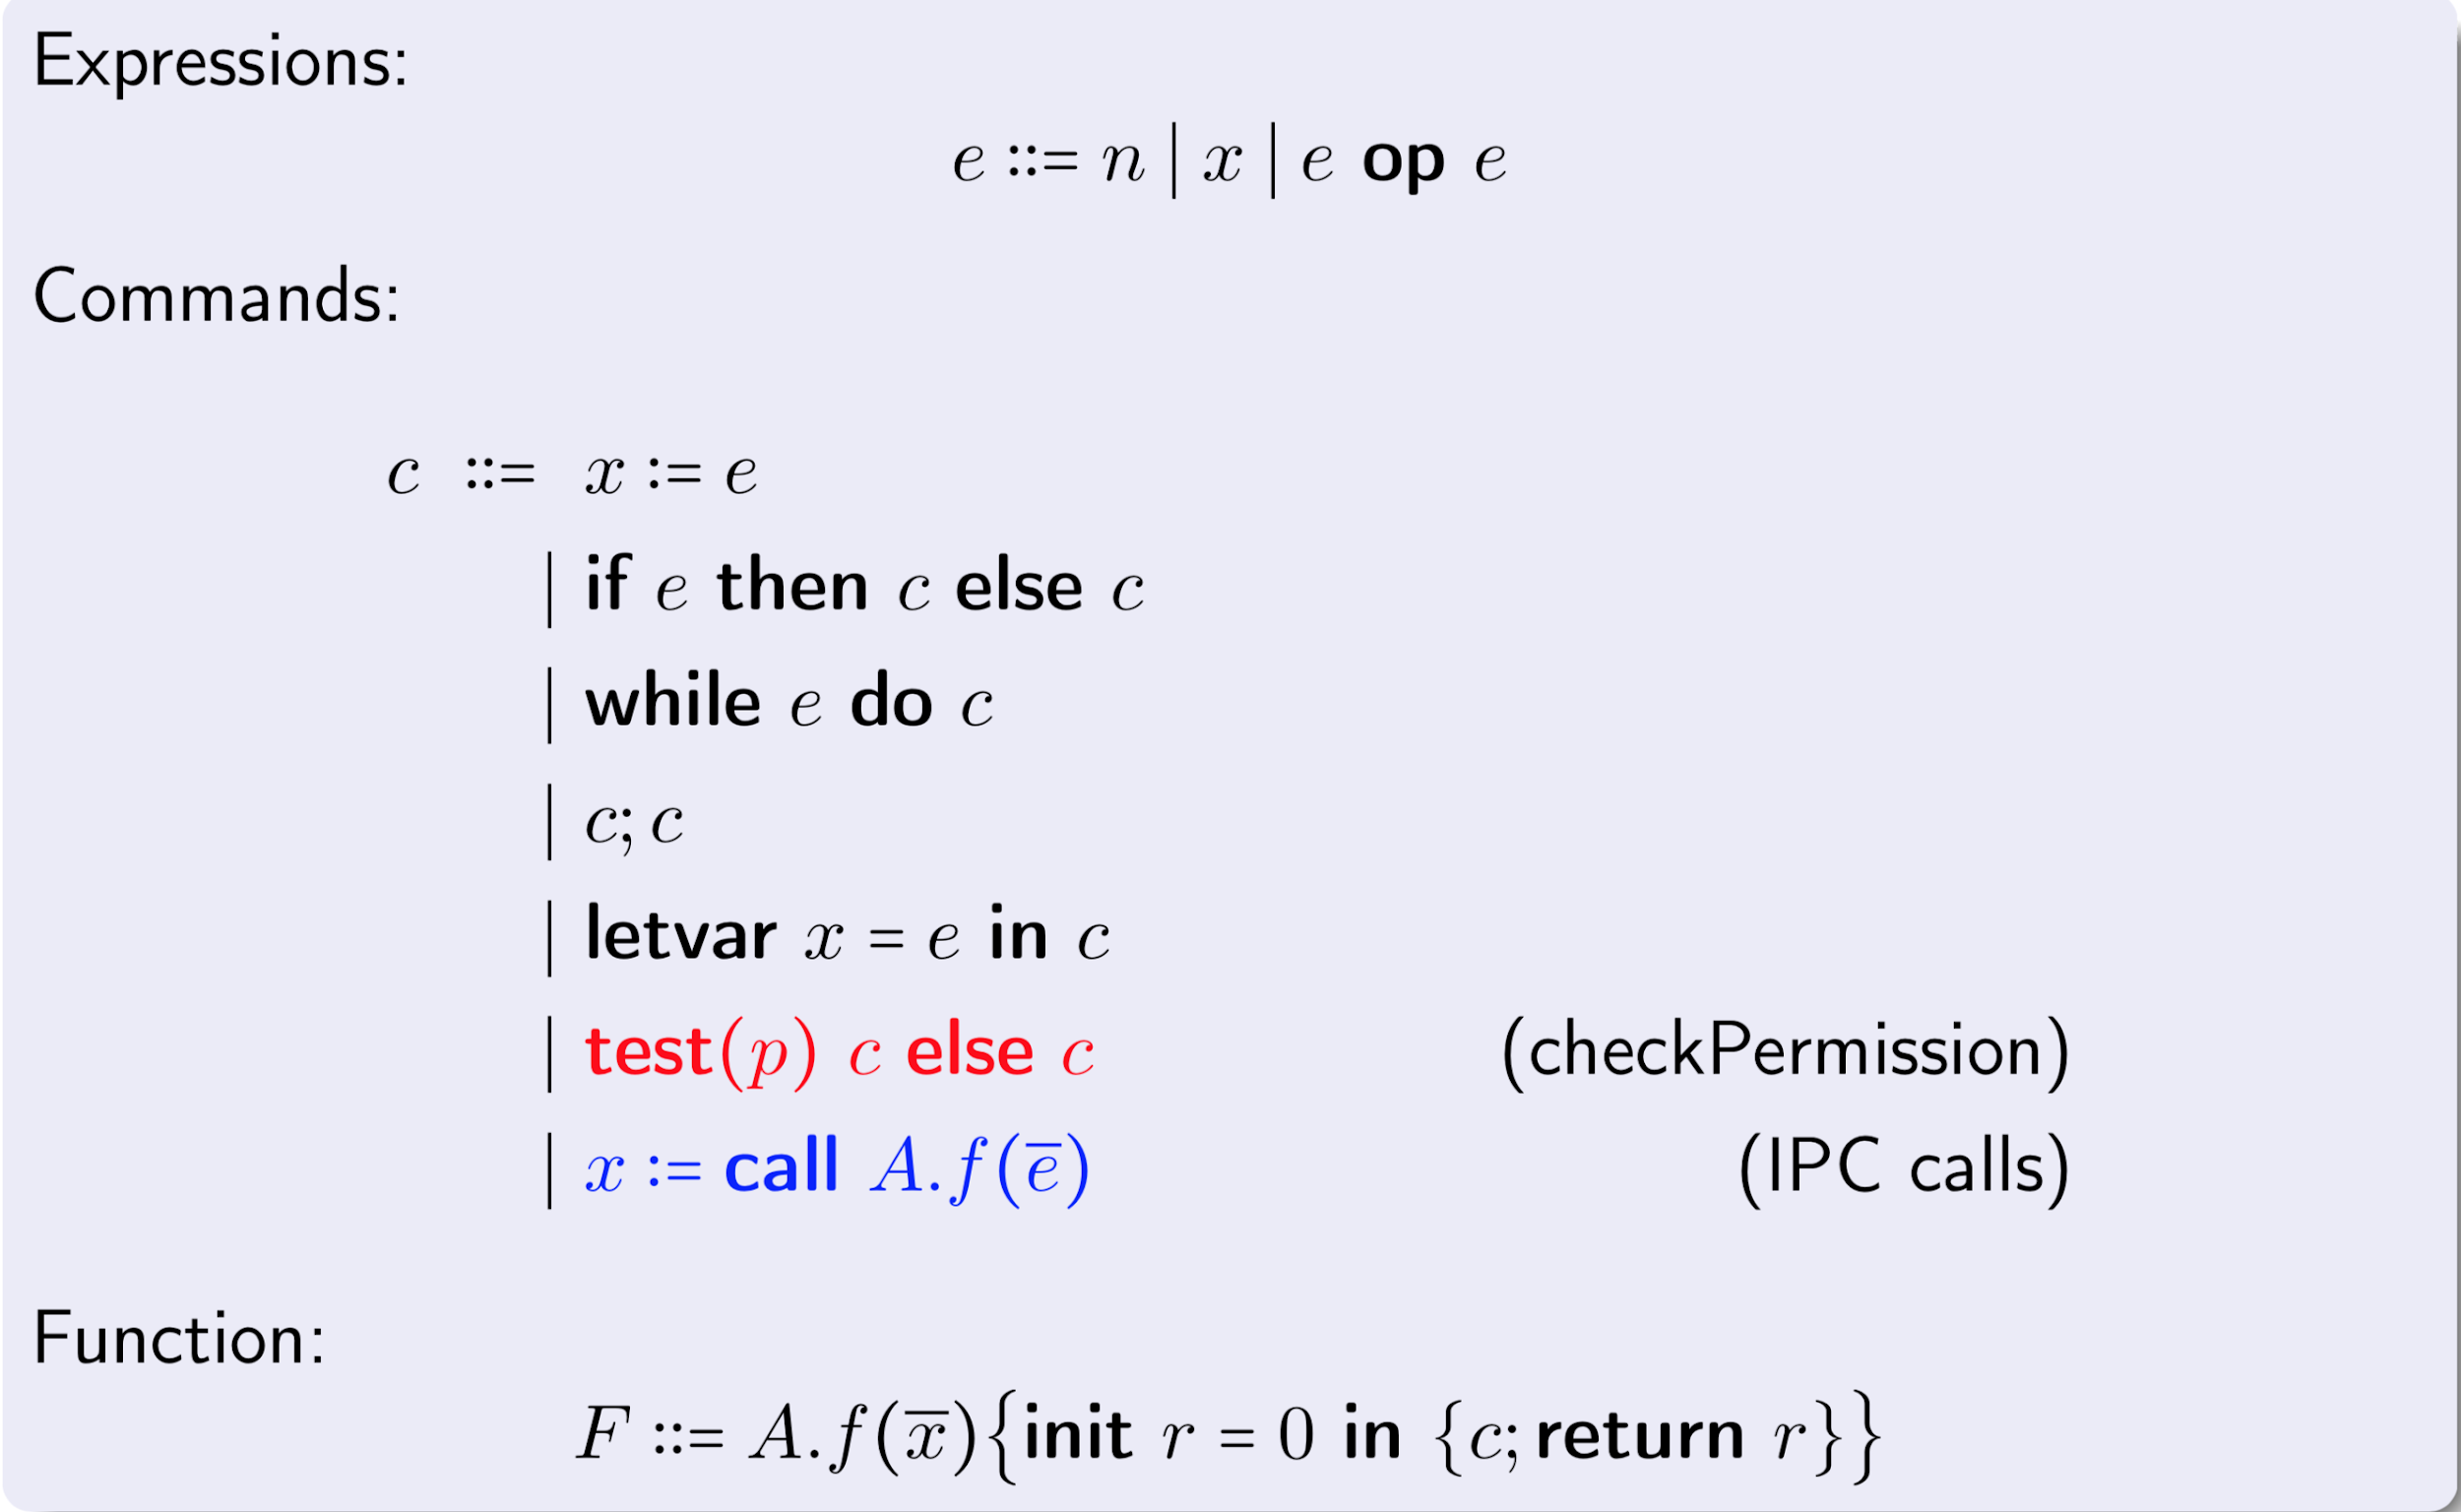 Expressions:
e ::= n | x | e op e
Commands:
c ::= x := e
| if e then c else c
| while e do c
| c; c
| letvar x = e in c
| test(p) c else c (checkPermission)
| x := call A.f(e̅) (IPC calls)
Function:
F ::= A.f(x̅){init r = 0 in {c; return r}}